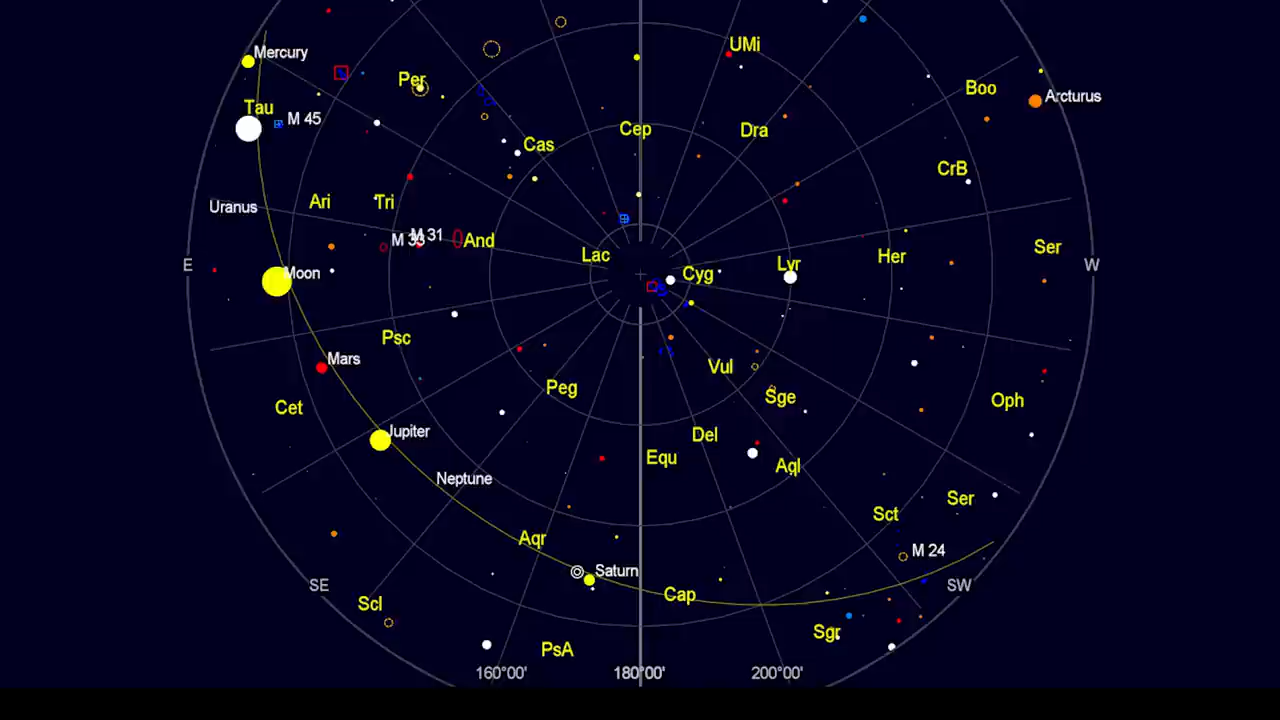 UMi
Mercury
Per
Boo
Arcturus
Tau
M 45
Cep
Dra
Cas
CrB
Ari
Tri
Uranus
M 33
M 31
And
Lac
Cyg
Lyr
Her
Ser
E
Moon
W
Psc
Mars
Vul
Peg
Sge
Oph
Cet
Jupiter
Del
Equ
Aql
Neptune
Ser
Sct
Aqr
M 24
Saturn
SE
Cap
SW
Scl
Sgr
PsA
160°00' 180°00' 200°00'